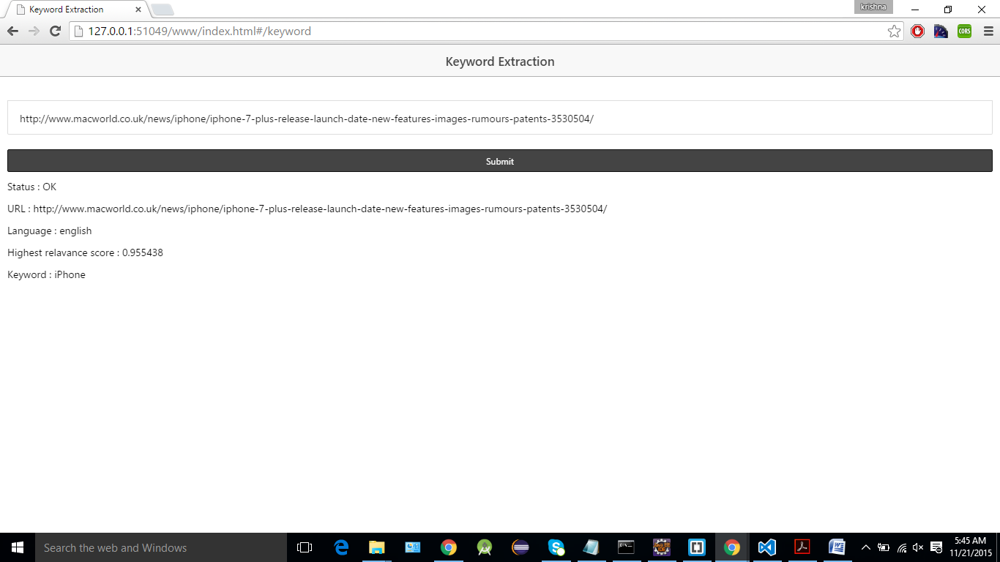 Keyword Extraction
krishna
127.0.0.1:51049/www/index.html#/keyword
CORS
Keyword Extraction
http://www.macworld.co.uk/news/iphone/iphone-7-plus-release-launch-date-new-features-images-rumours-patents-3530504/
Submit
Status : OK
URL : http://www.macworld.co.uk/news/iphone/iphone-7-plus-release-launch-date-new-features-images-rumours-patents-3530504/
Language : english
Highest relavance score : 0.955438
Keyword : iPhone
Search the web and Windows
5:45 AM
11/21/2015